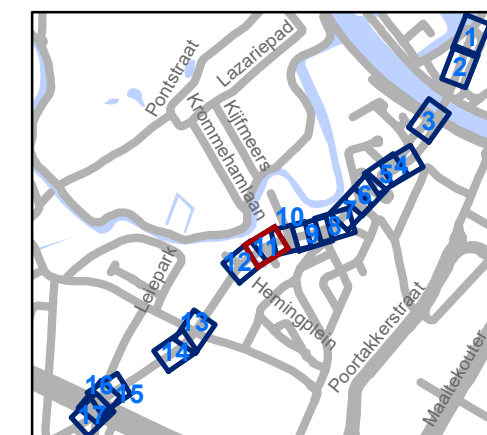 1
2
Lazariepad
Pontstraat
3
Kijfmeers
Krommehamlaan
4
5
6
7
8
9
10
11
12
Leiepark
Hemingplein
Poortakkerstraat
Maaltekouter
13
14
15
16
17